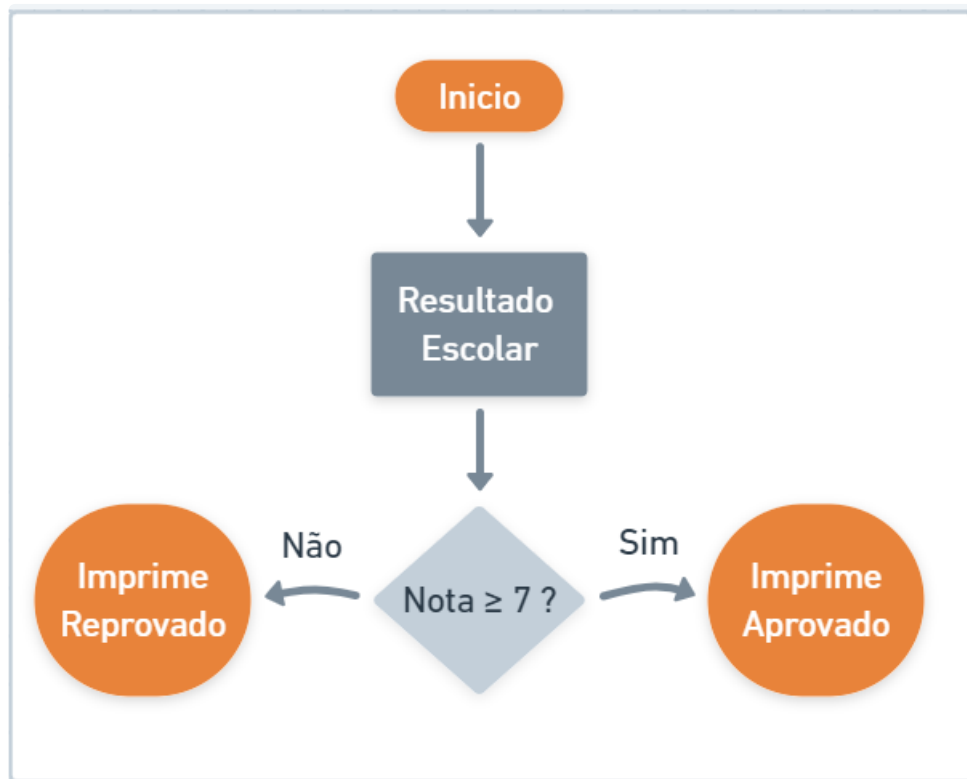 Inicio
Resultado
Escolar
Não
Sim
Nota ≥ 7 ?
Imprime
Reprovado
Imprime
Aprovado